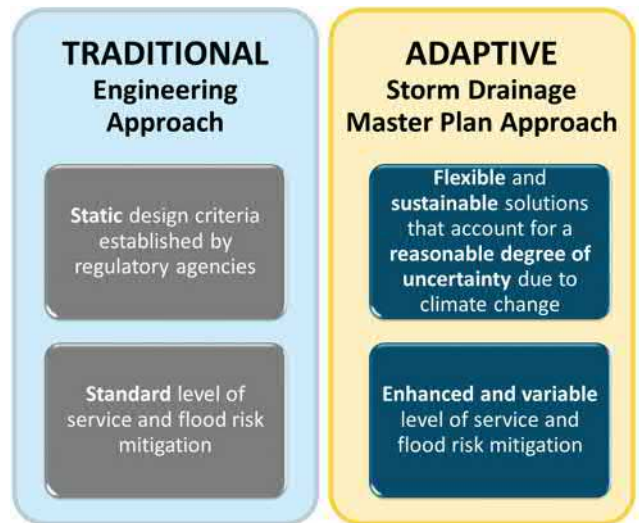 TRADITIONAL
Engineering
Approach
Static design criteria
established by
regulatory agencies
Standard level of
service and flood risk
mitigation
ADAPTIVE
Storm Drainage
Master Plan Approach
Flexible and
sustainable solutions
that account for a
reasonable degree of
uncertainty due to
climate change
Enhanced and variable
level of service and
flood risk mitigation